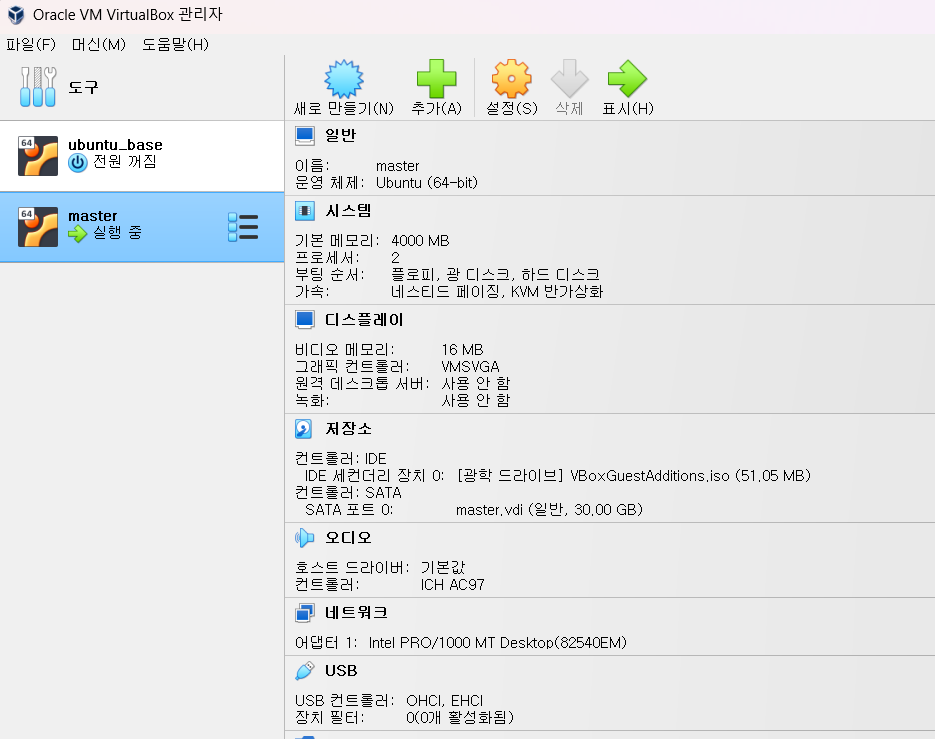 Oracle VM VirtualBox 관리자
파일(F) 머신(M) 도움말(H)
도구
새로 만들기(N) 추가(A) 설정(S) 삭제 표시(H)
64
ubuntu_base
전원 꺼짐
64
master
실행 중
일반
이름: master
운영 체제: Ubuntu (64-bit)
시스템
기본 메모리: 4000 MB
프로세서: 2
부팅 순서: 플로피, 광 디스크, 하드 디스크
가속: 네스티드 페이징, KVM 반가상화
디스플레이
비디오 메모리: 16 MB
그래픽 컨트롤러: VMSVGA
원격 데스크톱 서버: 사용 안 함
녹화: 사용 안 함
저장소
컨트롤러: IDE
IDE 세컨더리 장치 0: [광학 드라이브] VBoxGuestAdditions.iso (51.05 MB)
컨트롤러: SATA
SATA 포트 0: master.vdi (일반, 30.00 GB)
오디오
호스트 드라이버: 기본값
컨트롤러: ICH AC97
네트워크
어댑터 1: Intel PRO/1000 MT Desktop(82540EM)
USB
USB 컨트롤러: OHCI, EHCI
장치 필터: 0(0개 활성화됨)